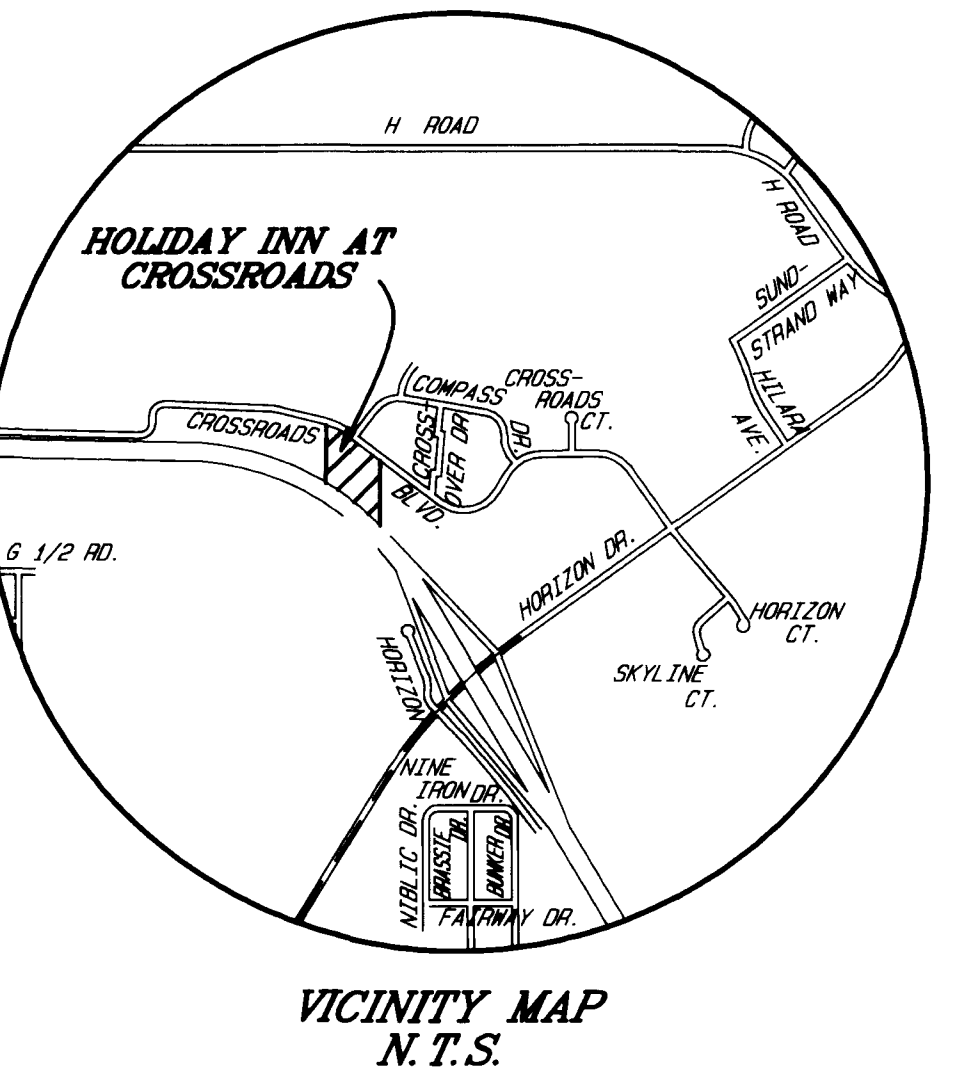 H ROAD
H ROAD
HOLIDAY INN AT
CROSSROADS
SUND-
STRAND WAY
HILARA
AVE.
COMPASS
DR.
CROSS-
ROADS
CT.
CROSSROADS
BLVD.
CROSS
OVER DR
G 1/2 RD.
HORIZON DR.
HORIZON
CT.
SKYLINE
CT.
HORIZON
NINE
IRON DR.
NIBLIC DR.
BRASSIE
DR.
BUNKER DR
FAIRWAY DR.
VICINITY MAP
N.T.S.